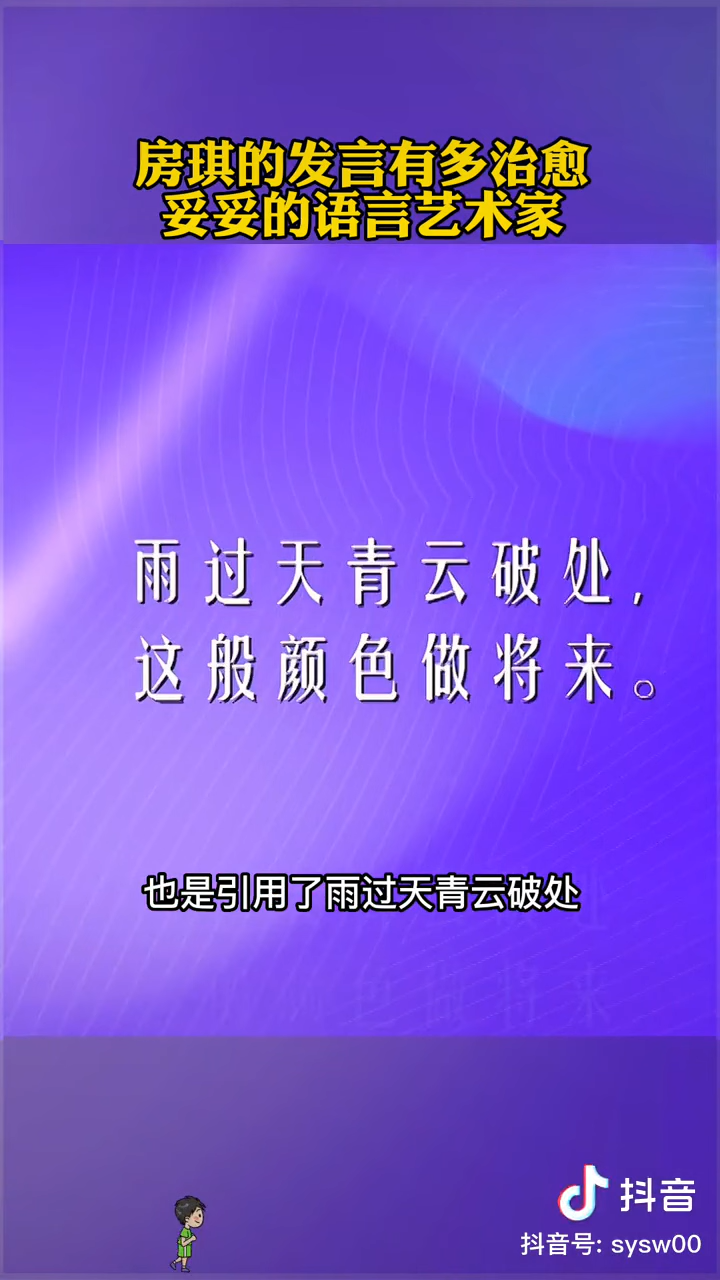 房琪的发言有多治愈
妥妥的语言艺术家
雨过天青云破处，
这般颜色做将来。
也是引用了雨过天青云破处
抖音
抖音号: sysw00